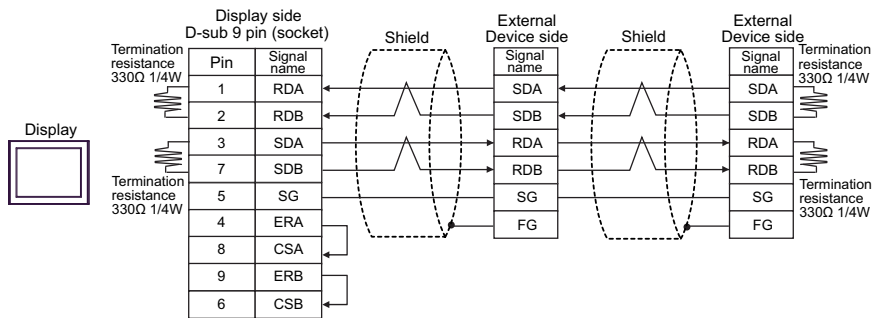 Display side
D-sub 9 pin (socket)
Shield
External
Device side
Shield
External
Device side
Termination
resistance
330Ω 1/4W
Pin
Signal
name
Signal
name
Signal
name
Termination
resistance
330Ω 1/4W
1 RDA SDA SDA
2 RDB SDB SDB
Display
3 SDA RDA RDA
7 SDB RDB RDB
Termination
resistance
330Ω 1/4W
5 SG SG SG
Termination
resistance
330Ω 1/4W
4 ERA FG FG
8 CSA
9 ERB
6 CSB